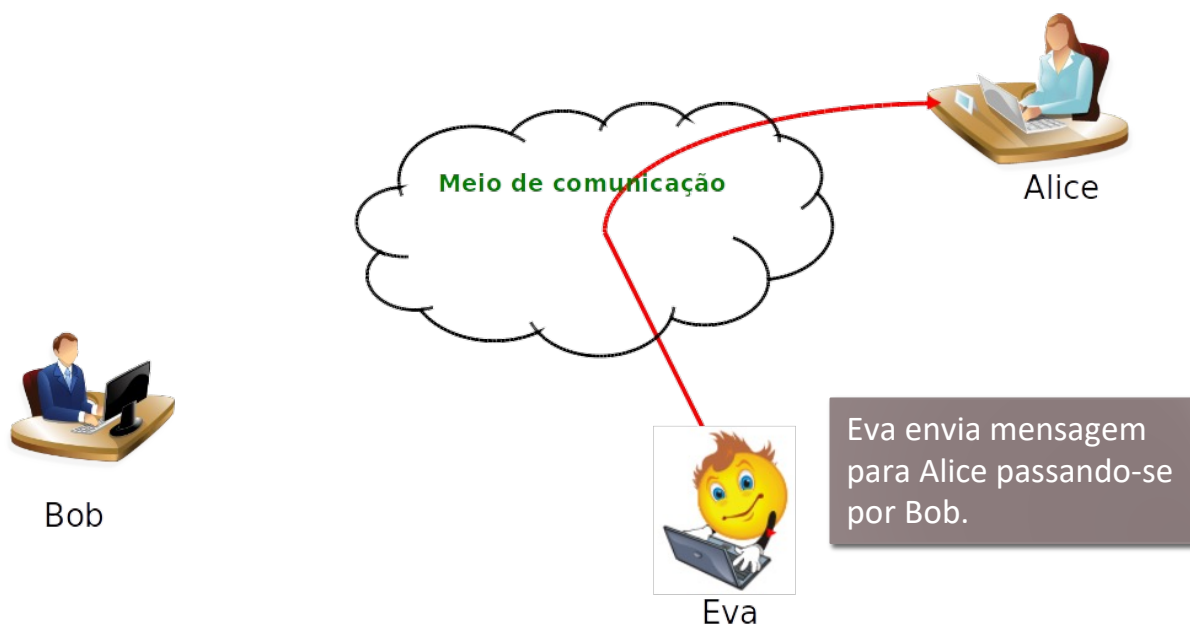 Meio de comunicação
Alice
Bob
Eva envia mensagem
para Alice passando-se
por Bob.
Eva